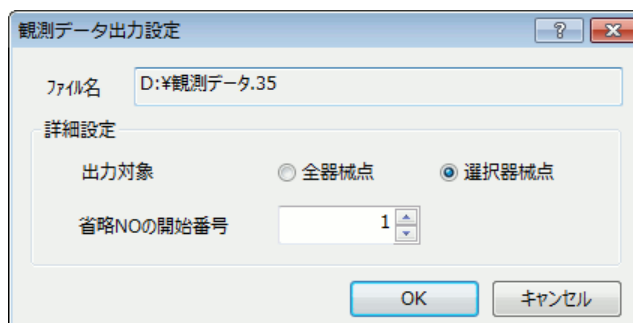 観測データ出力設定
ﾌｧｲﾙ名 D:¥観測データ.35
詳細設定
出力対象 全器械点 選択器械点
省略NOの開始番号 1
OK キャンセル